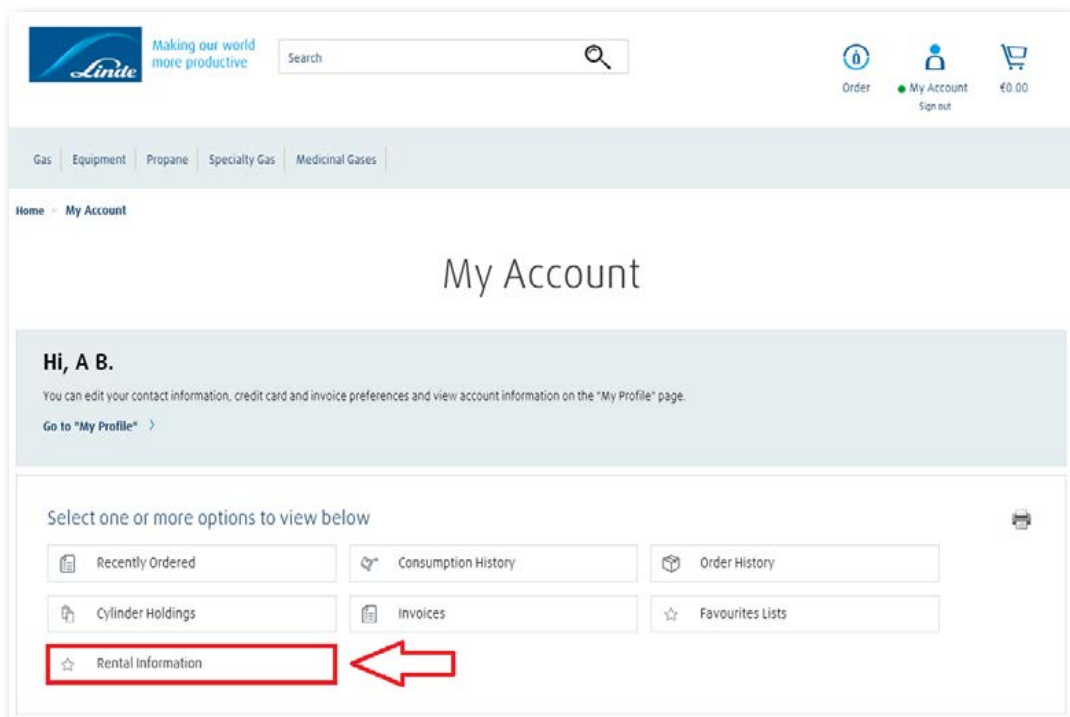 Linde
Making our world
more productive
Search
Order
My Account
Sign out
€0.00
Gas
Equipment
Propane
Specialty Gas
Medicinal Gases
Home
My Account
My Account
Hi, A B.
You can edit your contact information, credit card and invoice preferences and view account information on the "My Profile" page.
Go to "My Profile"
Select one or more options to view below
Recently Ordered
Consumption History
Order History
Cylinder Holdings
Invoices
Favourites Lists
Rental Information